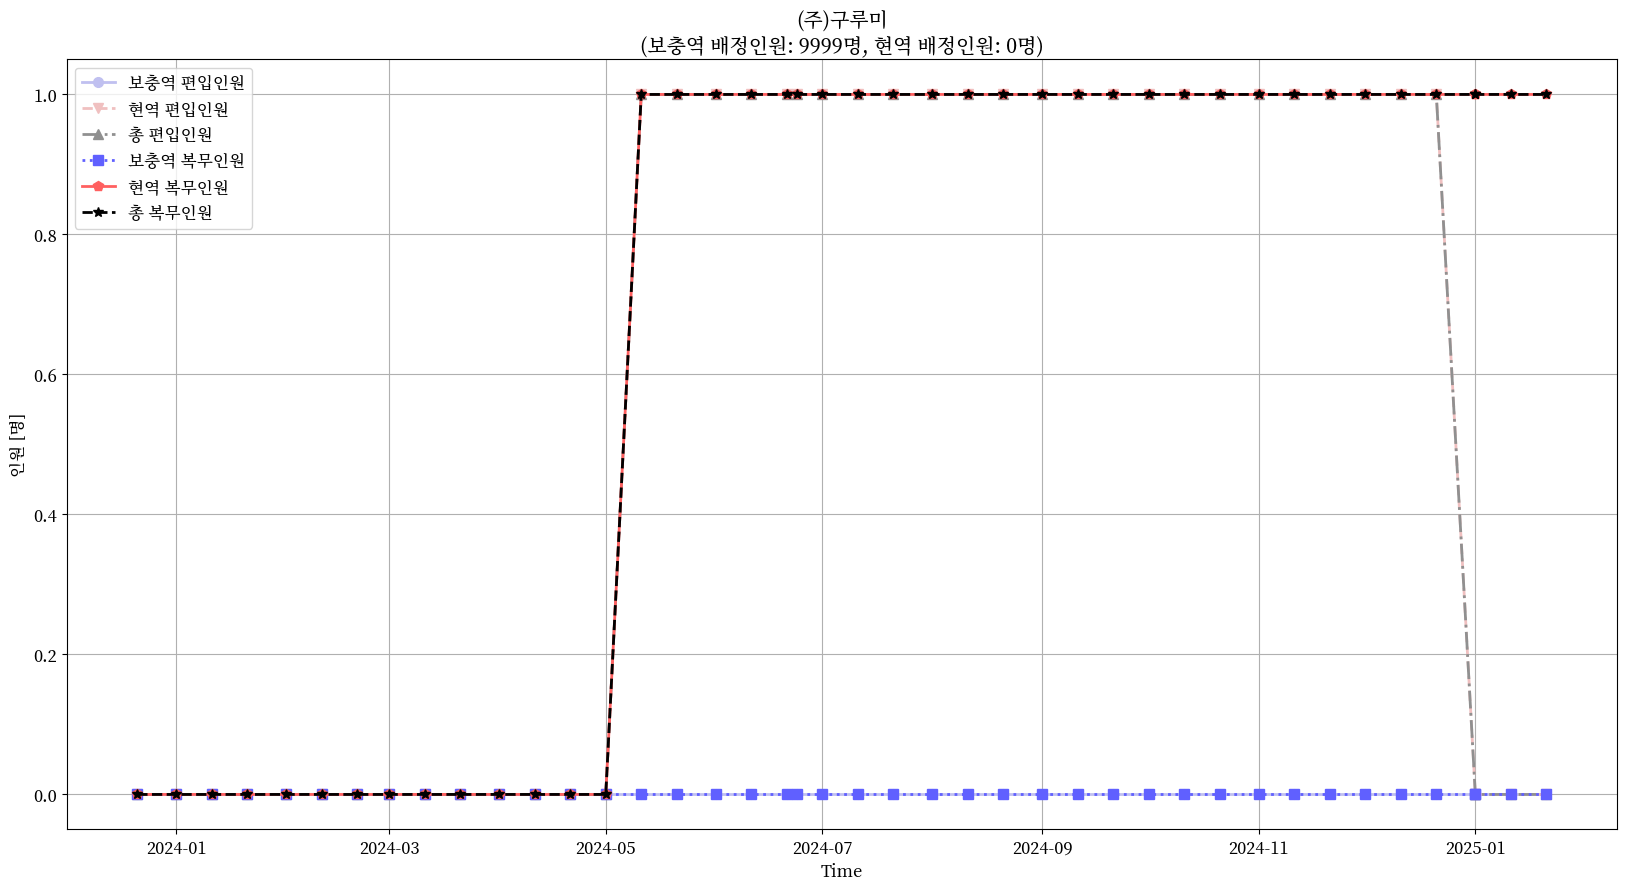 (주)구루미
(보충역 배정인원: 9999명, 현역 배정인원: 0명)
보충역 편입인원
현역 편입인원
총 편입인원
보충역 복무인원
현역 복무인원
총 복무인원
1.0
0.8
0.6
0.4
0.2
0.0
인원 [명]
2024-01
2024-03
2024-05
2024-07
2024-09
2024-11
2025-01
Time